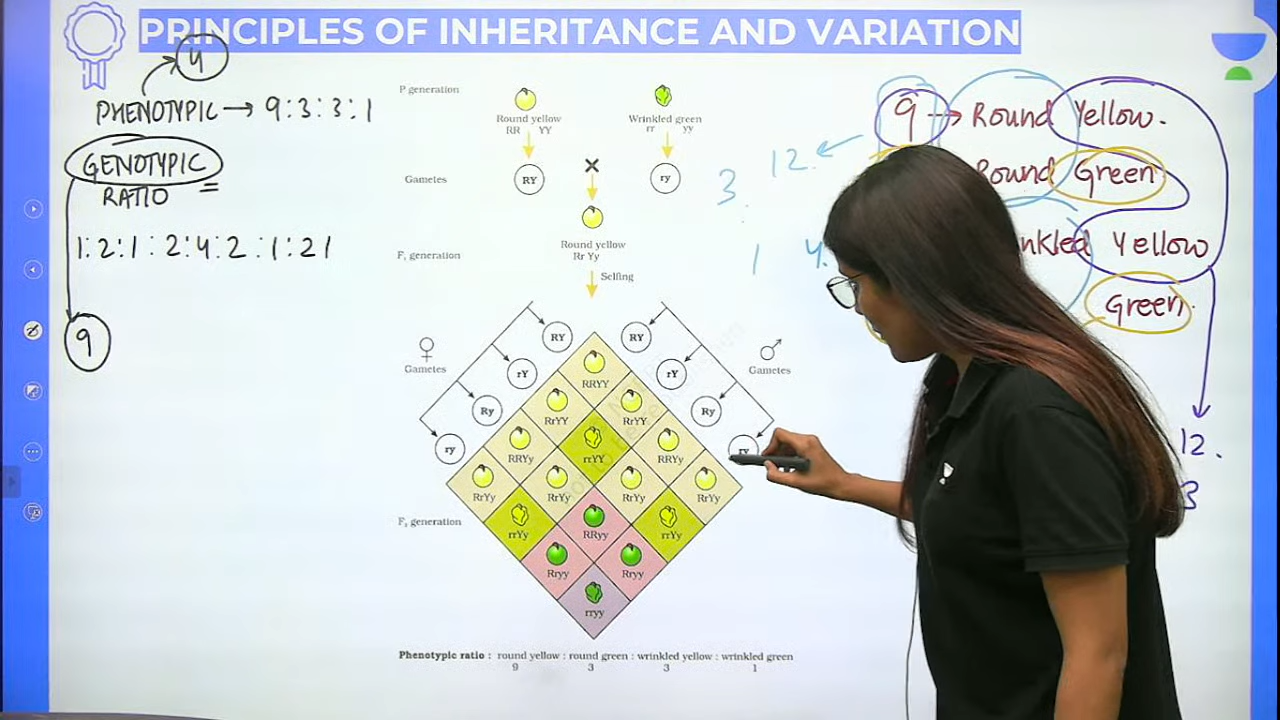 PRINCIPLES OF INHERITANCE AND VARIATION
4
PHENOTYPIC → 9:3:3:1
GENOTYPIC
RATIO
1:2:1:2:4:2:1:2 1
9
P generation
Round yellow
RR YY
Wrinkled green
rr yy
Gametes
RY
×
ry
F₁ generation
Round yellow
Rr Yy
Selfing
♀
Gametes
RY
rY
Ry
ry
♂
Gametes
RY
rY
Ry
ry
RRYY
RrYY
RrYY
RRYy
rrYY
RRYy
RrYy
RrYy
RrYy
RrYy
rrYy
RRyy
rrYy
Rryy
Rryy
rryy
F₂ generation
Phenotypic ratio : round yellow : round green : wrinkled yellow : wrinkled green
9 3 3 1
9 → Round Yellow.
Round Green
nkled Yellow
Green.
12.
3
1
4.
12.
3